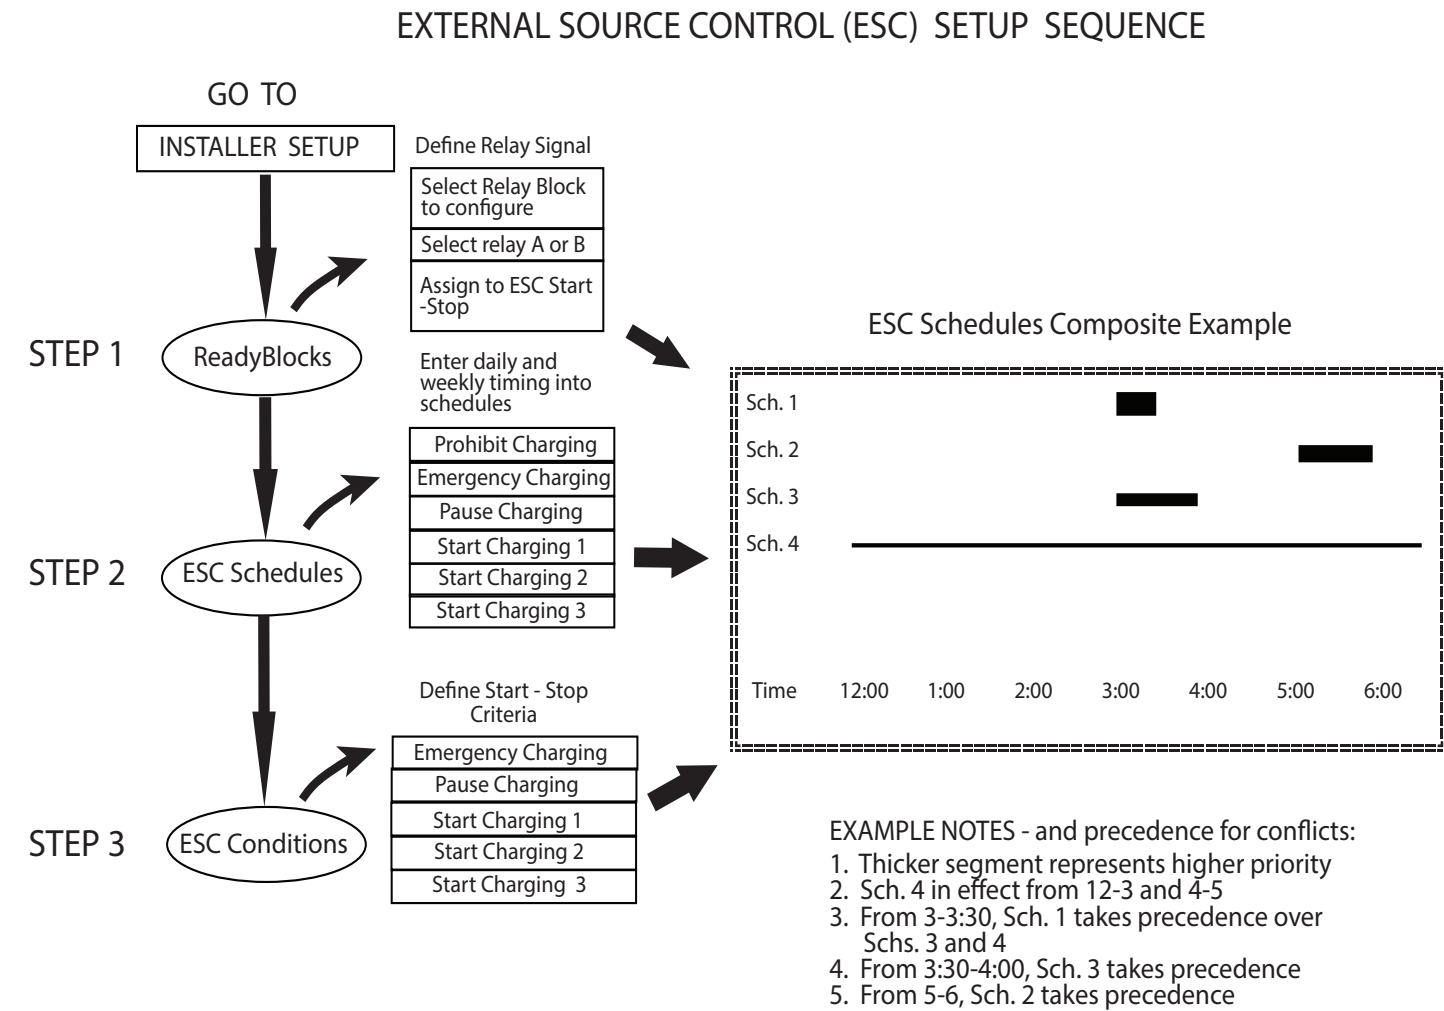 EXTERNAL SOURCE CONTROL (ESC) SETUP SEQUENCE
GO TO
INSTALLER SETUP
Define Relay Signal
Select Relay Block
to configure
Select relay A or B
Assign to ESC Start
-Stop
STEP 1
ReadyBlocks
Enter daily and
weekly timing into
schedules
Prohibit Charging
Emergency Charging
Pause Charging
Start Charging 1
Start Charging 2
Start Charging 3
STEP 2
ESC Schedules
Define Start - Stop
Criteria
Emergency Charging
Pause Charging
Start Charging 1
Start Charging 2
Start Charging 3
STEP 3
ESC Conditions
ESC Schedules Composite Example
Sch. 1
Sch. 2
Sch. 3
Sch. 4
Time 12:00 1:00 2:00 3:00 4:00 5:00 6:00
EXAMPLE NOTES - and precedence for conflicts:
1. Thicker segment represents higher priority
2. Sch. 4 in effect from 12-3 and 4-5
3. From 3-3:30, Sch. 1 takes precedence over
Schs. 3 and 4
4. From 3:30-4:00, Sch. 3 takes precedence
5. From 5-6, Sch. 2 takes precedence